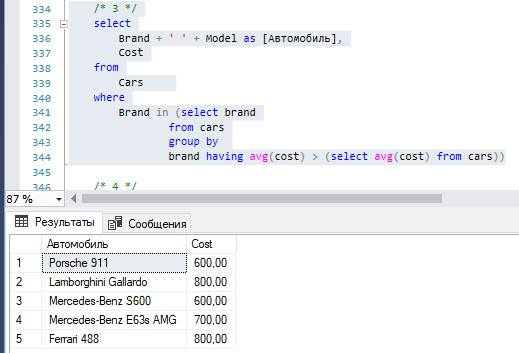 334 /* 3 */
335 select
336 Brand + ' ' + Model as [Автомобиль],
337 Cost
338 from
339 Cars
340 where
341 Brand in (select brand
342 from cars
343 group by
344 brand having avg(cost) > (select avg(cost) from cars))
345
346 /* 4 */
87 %
Результаты Сообщения
Автомобиль Cost
1 Porsche 911 600,00
2 Lamborghini Gallardo 800,00
3 Mercedes-Benz S600 600,00
4 Mercedes-Benz E63s AMG 700,00
5 Ferrari 488 800,00